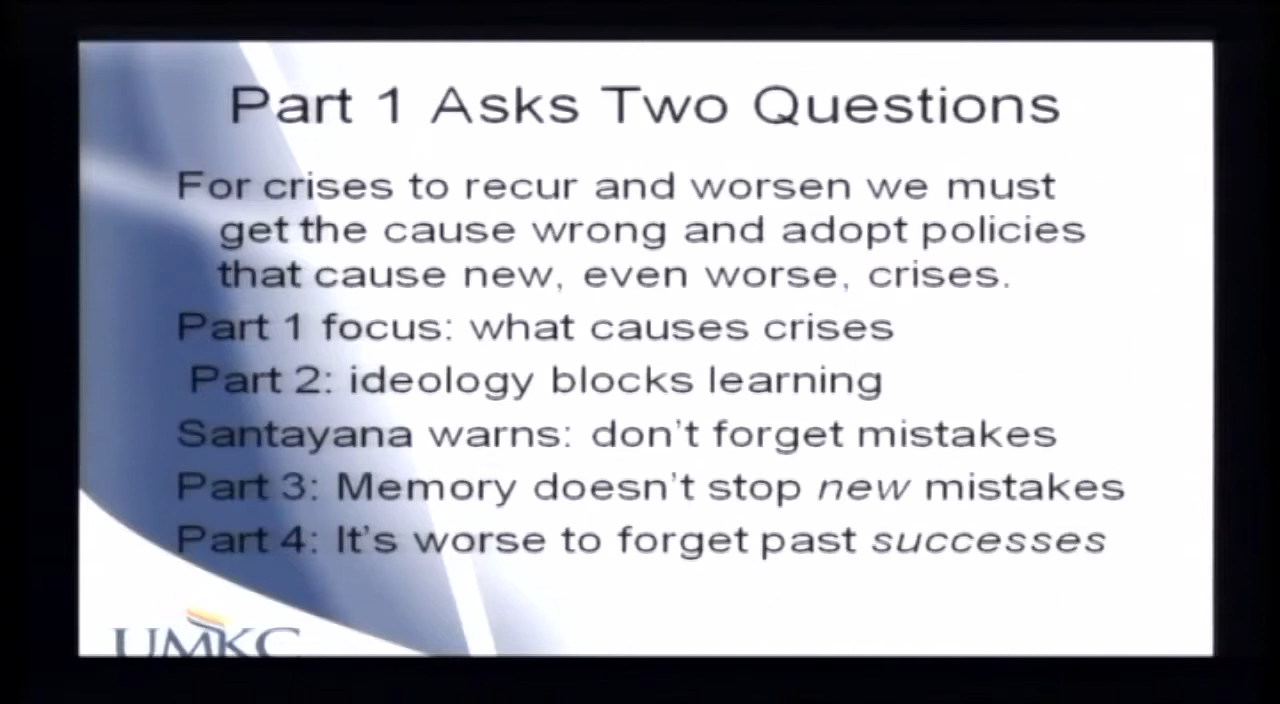 Part 1 Asks Two Questions
For crises to recur and worsen we must
get the cause wrong and adopt policies
that cause new, even worse, crises.
Part 1 focus: what causes crises
Part 2: ideology blocks learning
Santayana warns: don't forget mistakes
Part 3: Memory doesn't stop new mistakes
Part 4: It's worse to forget past successes
UMKC